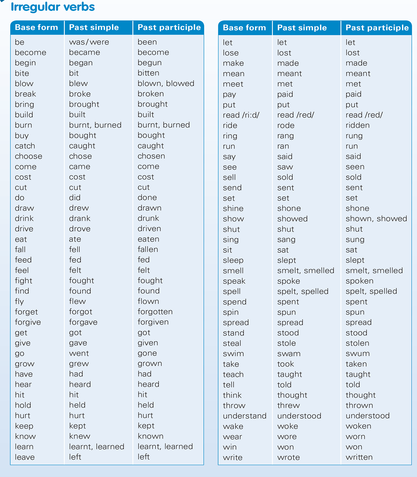 Irregular verbs
Base form Past simple Past participle
be was/were been
become became become
begin began begun
bite bit bitten
blow blew blown, blowed
break broke broken
bring brought brought
build built built
burn burnt, burned burnt, burned
buy bought bought
catch caught caught
choose chose chosen
come came come
cost cost cost
cut cut cut
do did done
draw drew drawn
drink drank drunk
drive drove driven
eat ate eaten
fall fell fallen
feed fed fed
feel felt felt
fight fought fought
find found found
fly flew flown
forget forgot forgotten
forgive forgave forgiven
get got got
give gave given
go went gone
grow grew grown
have had had
hear heard heard
hit hit hit
hold held held
hurt hurt hurt
keep kept kept
know knew known
learn learnt, learned learnt, learned
leave left left
Base form Past simple Past participle
let let let
lose lost lost
make made made
mean meant meant
meet met met
pay paid paid
put put put
read /ri:d/ read /red/ read /red/
ride rode ridden
ring rang rung
run ran run
say said said
see saw seen
sell sold sold
send sent sent
set set set
shine shone shone
show showed shown, showed
shut shut shut
sing sang sung
sit sat sat
sleep slept slept
smell smelt, smelled smelt, smelled
speak spoke spoken
spell spelt, spelled spelt, spelled
spend spent spent
spin spun spun
spread spread spread
stand stood stood
steal stole stolen
swim swam swum
take took taken
teach taught taught
tell told told
think thought thought
throw threw thrown
understand understood understood
wake woke woken
wear wore worn
win won won
write wrote written